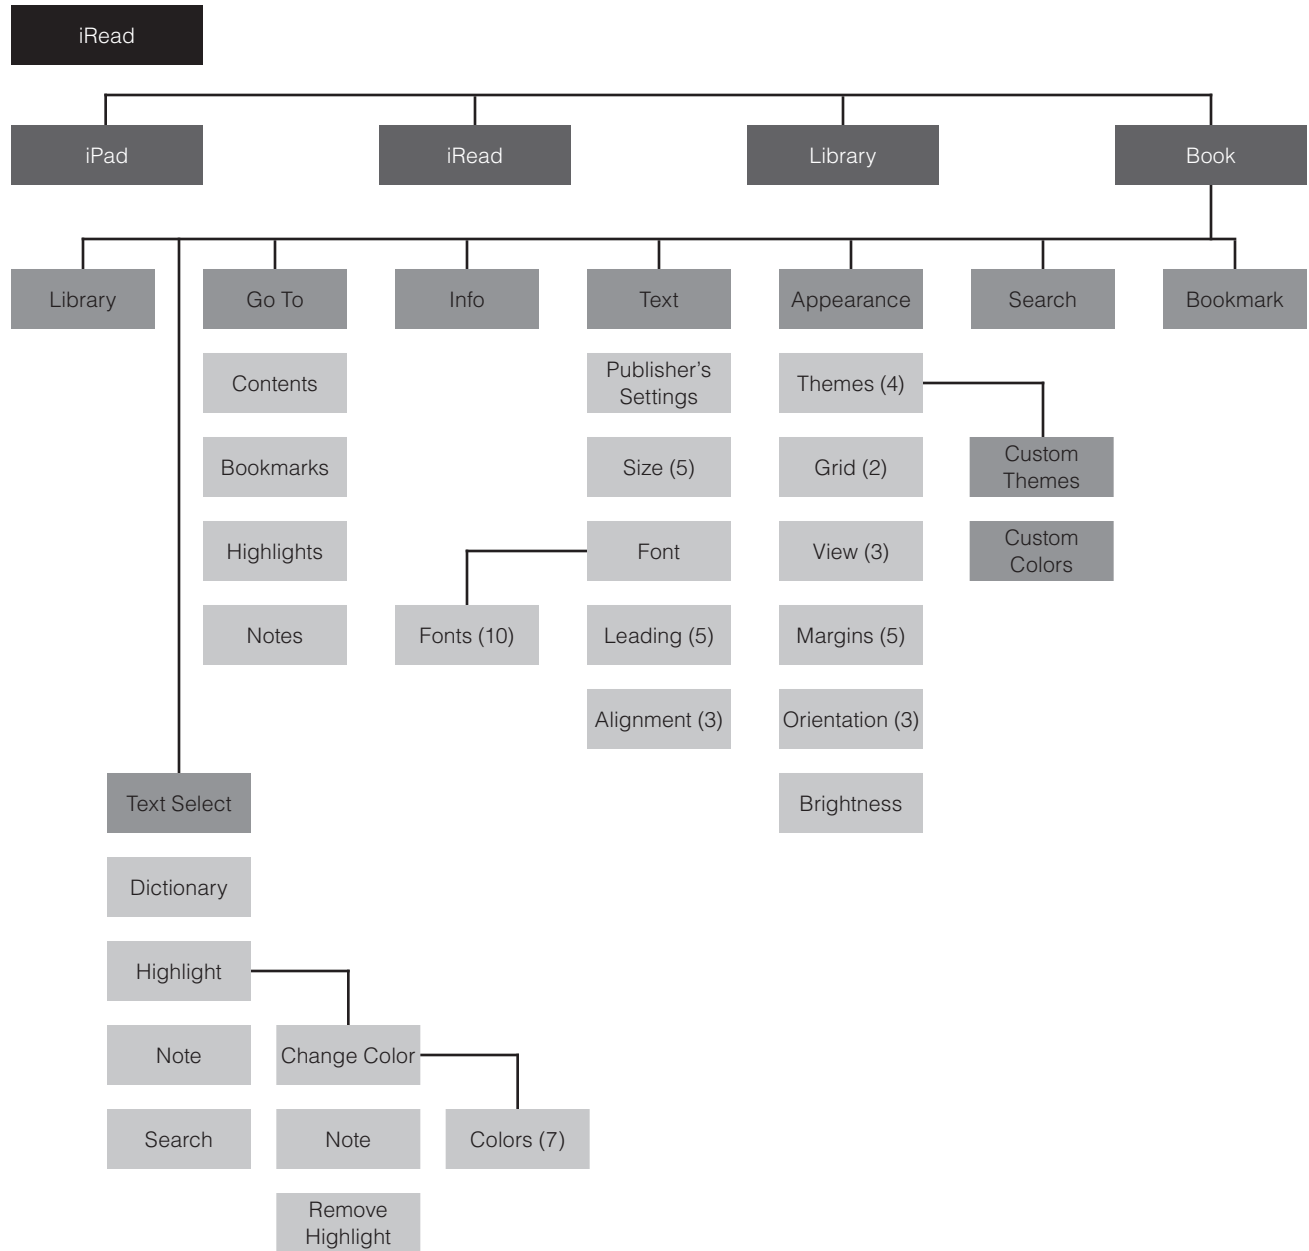 iRead
iPad
iRead
Library
Book
Library
Go To
Info
Text
Appearance
Search
Bookmark
Contents
Publisher's
Settings
Themes (4)
Bookmarks
Size (5)
Grid (2)
Custom
Themes
Highlights
Font
View (3)
Custom
Colors
Notes
Fonts (10)
Leading (5)
Margins (5)
Alignment (3)
Orientation (3)
Text Select
Brightness
Dictionary
Highlight
Note
Change Color
Search
Note
Colors (7)
Remove
Highlight